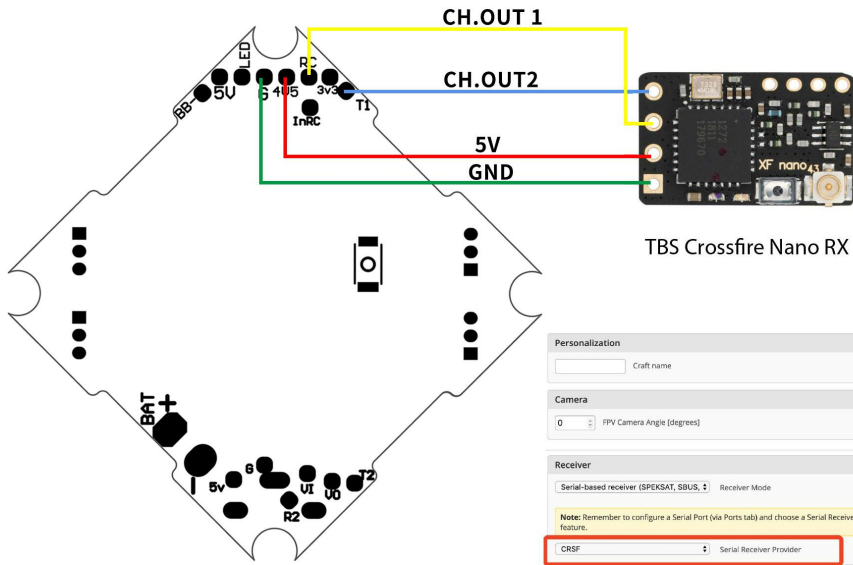 CH.OUT 1
CH.OUT2
5V
GND
BB-
5V
LED
G
4U5
RC
3v3
T1
InRC
XF nano
43
TBS Crossfire Nano RX
BAT
+
5v
G
VI
VO
T2
R2
Personalization
Craft name
Camera
0 FPV Camera Angle [degrees]
Receiver
Serial-based receiver (SPEKSAT, SBUS, Receiver Mode
Note: Remember to configure a Serial Port (via Ports tab) and choose a Serial Receive
feature.
CRSF Serial Receiver Provider